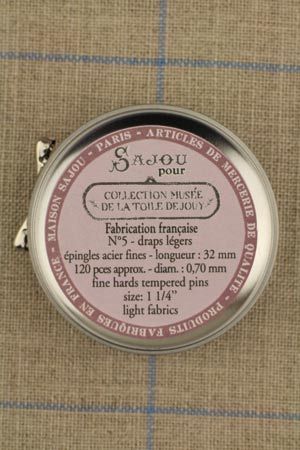 MAISON SAJOU - PARIS - ARTICLES DE MERCERIE DE QUALITÉ - PRODUITS FABRIQUÉS EN FRANCE -
SAJOU
pour
COLLECTION MUSÉE
DE LA TOILE DE JOUY
Fabrication française
N°5 - draps légers
épingles acier fines - longueur : 32 mm
120 pces approx. - diam. : 0,70 mm
fine hards tempered pins
size: 1 1/4"
light fabrics